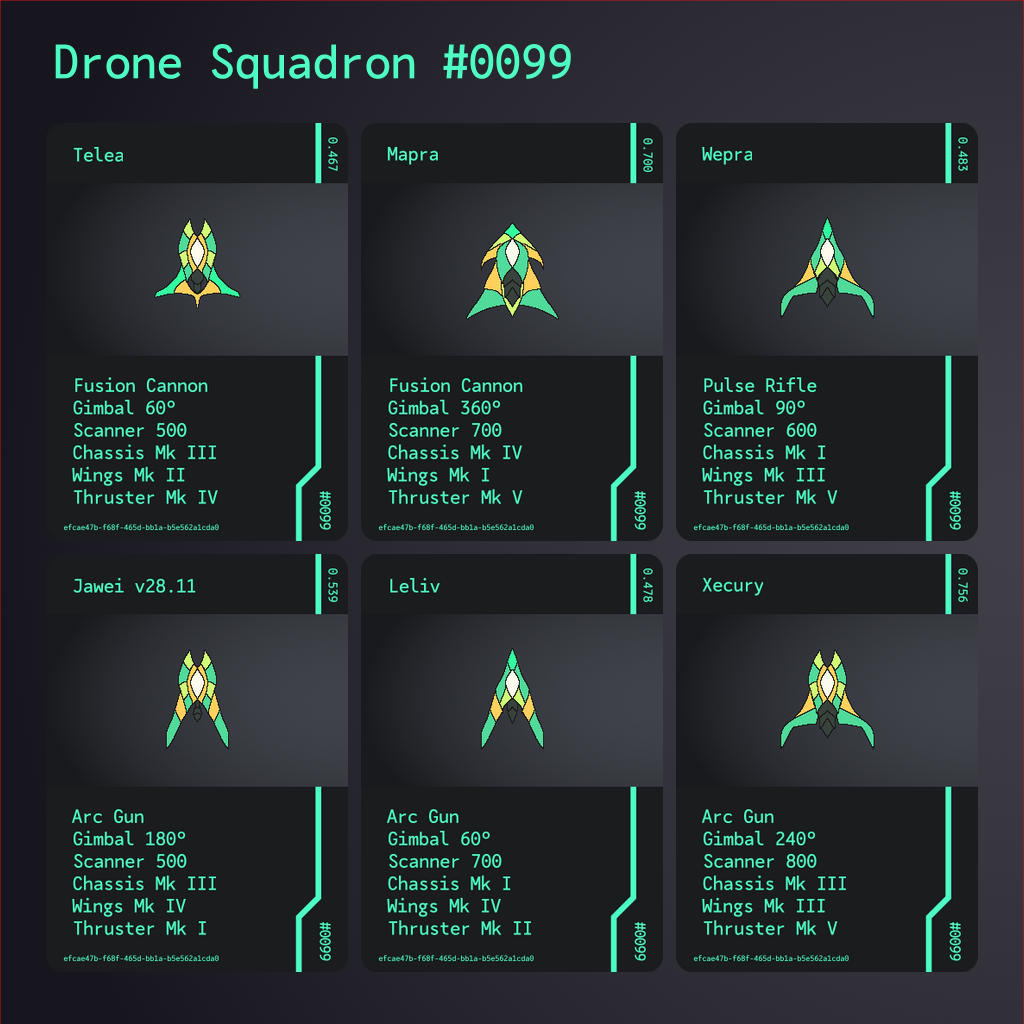 Drone Squadron #0099
Telea
0.467
Fusion Cannon
Gimbal 60º
Scanner 500
Chassis Mk III
Wings Mk II
Thruster Mk IV
#0099
efcae47b-f68f-465d-bb1a-b5e562a1cda0
Mapra
0.700
Fusion Cannon
Gimbal 360º
Scanner 700
Chassis Mk IV
Wings Mk I
Thruster Mk V
#0099
efcae47b-f68f-465d-bb1a-b5e562a1cda0
Wepra
0.483
Pulse Rifle
Gimbal 90º
Scanner 600
Chassis Mk I
Wings Mk III
Thruster Mk V
#0099
efcae47b-f68f-465d-bb1a-b5e562a1cda0
Jawei v28.11
0.539
Arc Gun
Gimbal 180º
Scanner 500
Chassis Mk III
Wings Mk IV
Thruster Mk I
#0099
efcae47b-f68f-465d-bb1a-b5e562a1cda0
Leliv
0.478
Arc Gun
Gimbal 60º
Scanner 700
Chassis Mk I
Wings Mk IV
Thruster Mk II
#0099
efcae47b-f68f-465d-bb1a-b5e562a1cda0
Xecury
0.756
Arc Gun
Gimbal 240º
Scanner 800
Chassis Mk III
Wings Mk III
Thruster Mk V
#0099
efcae47b-f68f-465d-bb1a-b5e562a1cda0